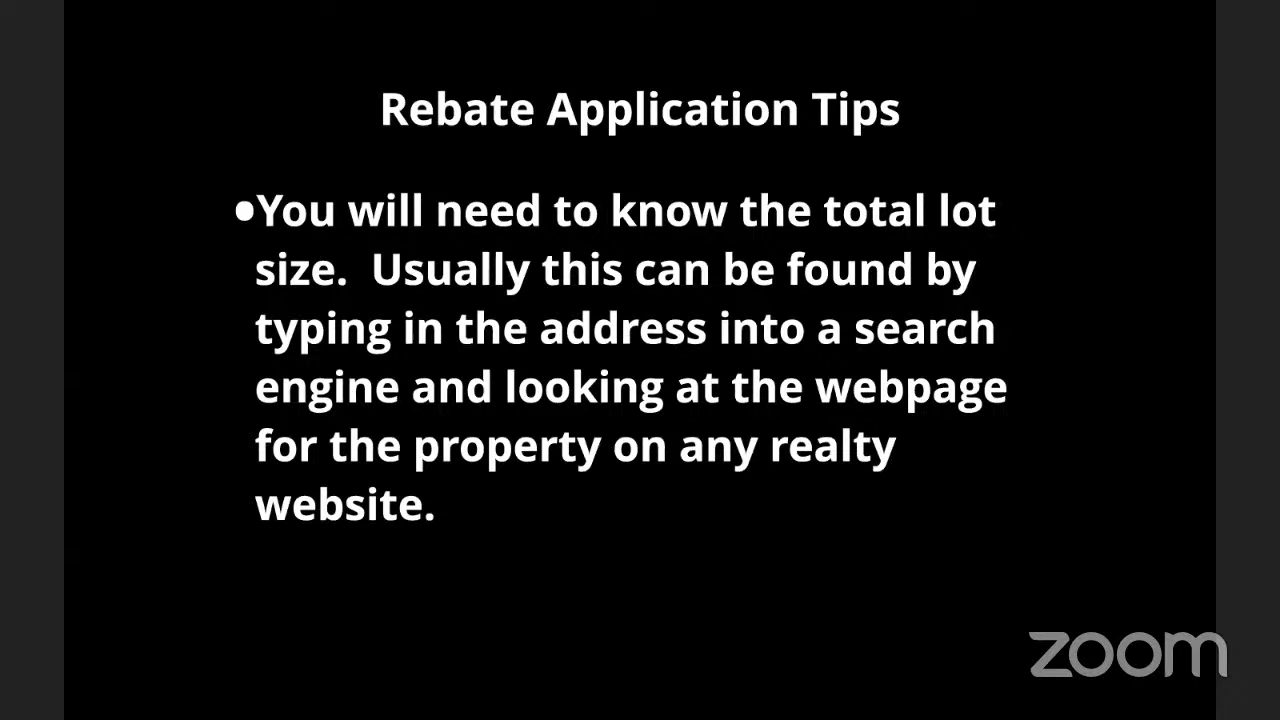 Rebate Application Tips
•You will need to know the total lot
size.  Usually this can be found by
typing in the address into a search
engine and looking at the webpage
for the property on any realty
website.
zoom